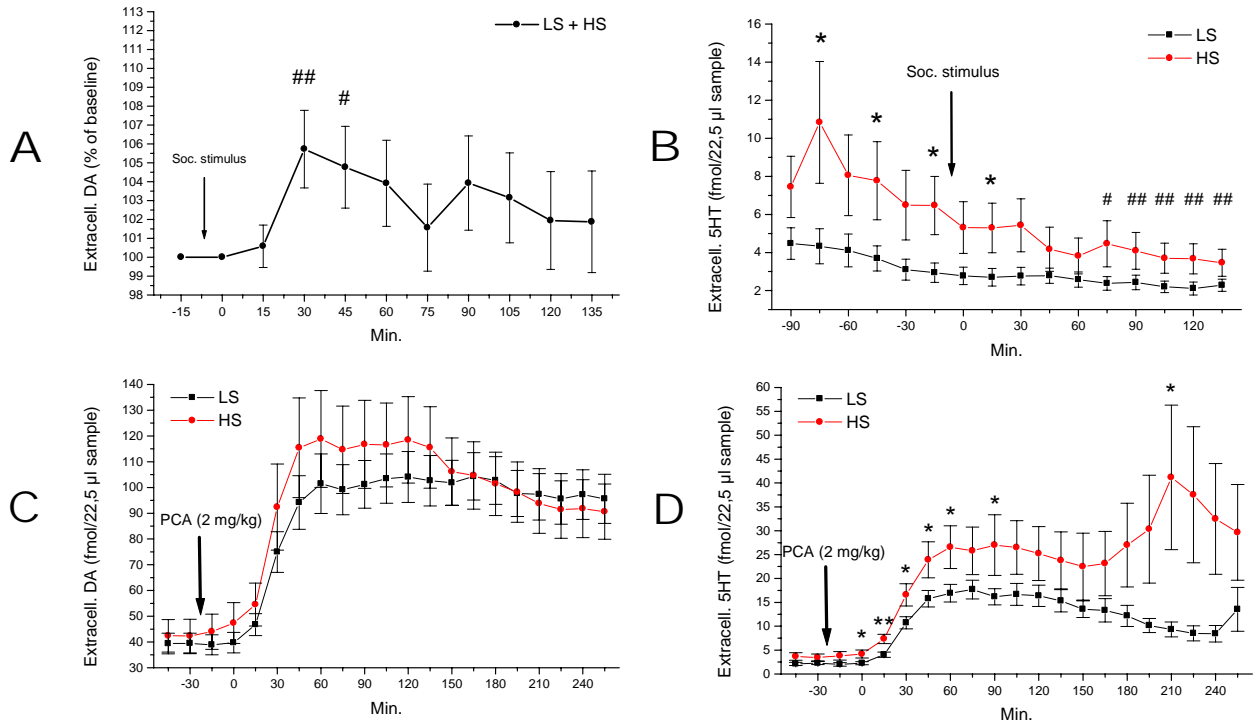 A
Extracell. DA (% of baseline)
113
112
111
110
109
108
107
106
105
104
103
102
101
100
99
98
LS + HS
##
#
Soc. stimulus
-15 0 15 30 45 60 75 90 105 120 135
Min.
B
Extracell. 5HT (fmol/22,5 µl sample)
16
14
12
10
8
6
4
2
LS
HS
Soc. stimulus
*
*
*
*
# ## ## ## ##
-90 -60 -30 0 30 60 90 120
Min.
C
Extracell. DA (fmol/22,5 µl sample)
140
130
120
110
100
90
80
70
60
50
40
30
LS
HS
PCA (2 mg/kg)
-30 0 30 60 90 120 150 180 210 240
Min.
D
Extracell. 5HT (fmol/22,5 µl sample)
60
55
50
45
40
35
30
25
20
15
10
5
0
LS
HS
PCA (2 mg/kg)
* ** * * * * *
-30 0 30 60 90 120 150 180 210 240
Min.